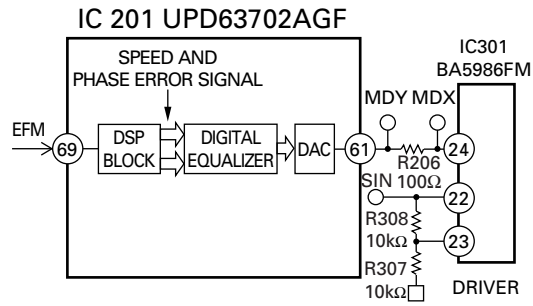 IC 201 UPD63702AGF
IC301
BA5986FM
SPEED AND
PHASE ERROR SIGNAL
MDY MDX
EFM
69
DSP
BLOCK
DIGITAL
EQUALIZER
DAC
61
R206
100Ω
24
SIN
22
R308
10kΩ
23
R307
10kΩ
DRIVER